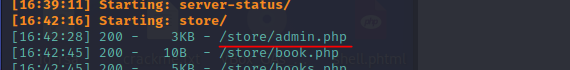 [16:39:11] Starting: server-status/
[16:42:16] Starting: store/
[16:42:28] 200 - 3KB - /store/admin.php
[16:42:45] 200 - 10B - /store/book.php
[16:42:45] 200 - 5KB - /store/books.php